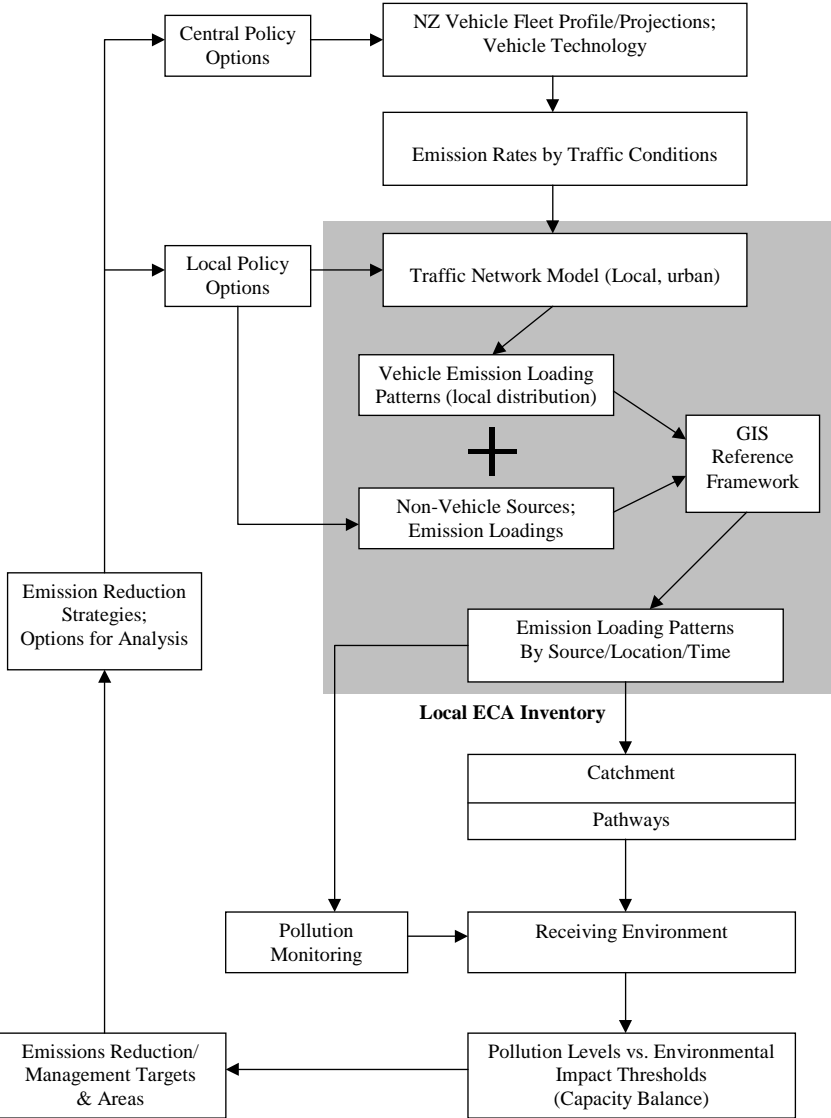 Central Policy
Options
NZ Vehicle Fleet Profile/Projections;
Vehicle Technology
Emission Rates by Traffic Conditions
Local Policy
Options
Traffic Network Model (Local, urban)
Vehicle Emission Loading
Patterns (local distribution)
GIS
Reference
Framework
Non-Vehicle Sources;
Emission Loadings
Emission Reduction
Strategies;
Options for Analysis
Emission Loading Patterns
By Source/Location/Time
Local ECA Inventory
Catchment
Pathways
Pollution
Monitoring
Receiving Environment
Emissions Reduction/
Management Targets
& Areas
Pollution Levels vs. Environmental
Impact Thresholds
(Capacity Balance)